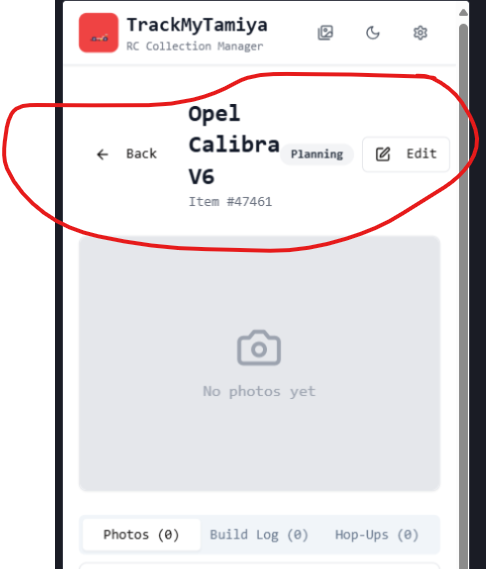 TrackMyTamiya
RC Collection Manager
Back
Opel
Calibra
V6
Item #47461
Planning
Edit
No photos yet
Photos (0)
Build Log (0)
Hop-Ups (0)